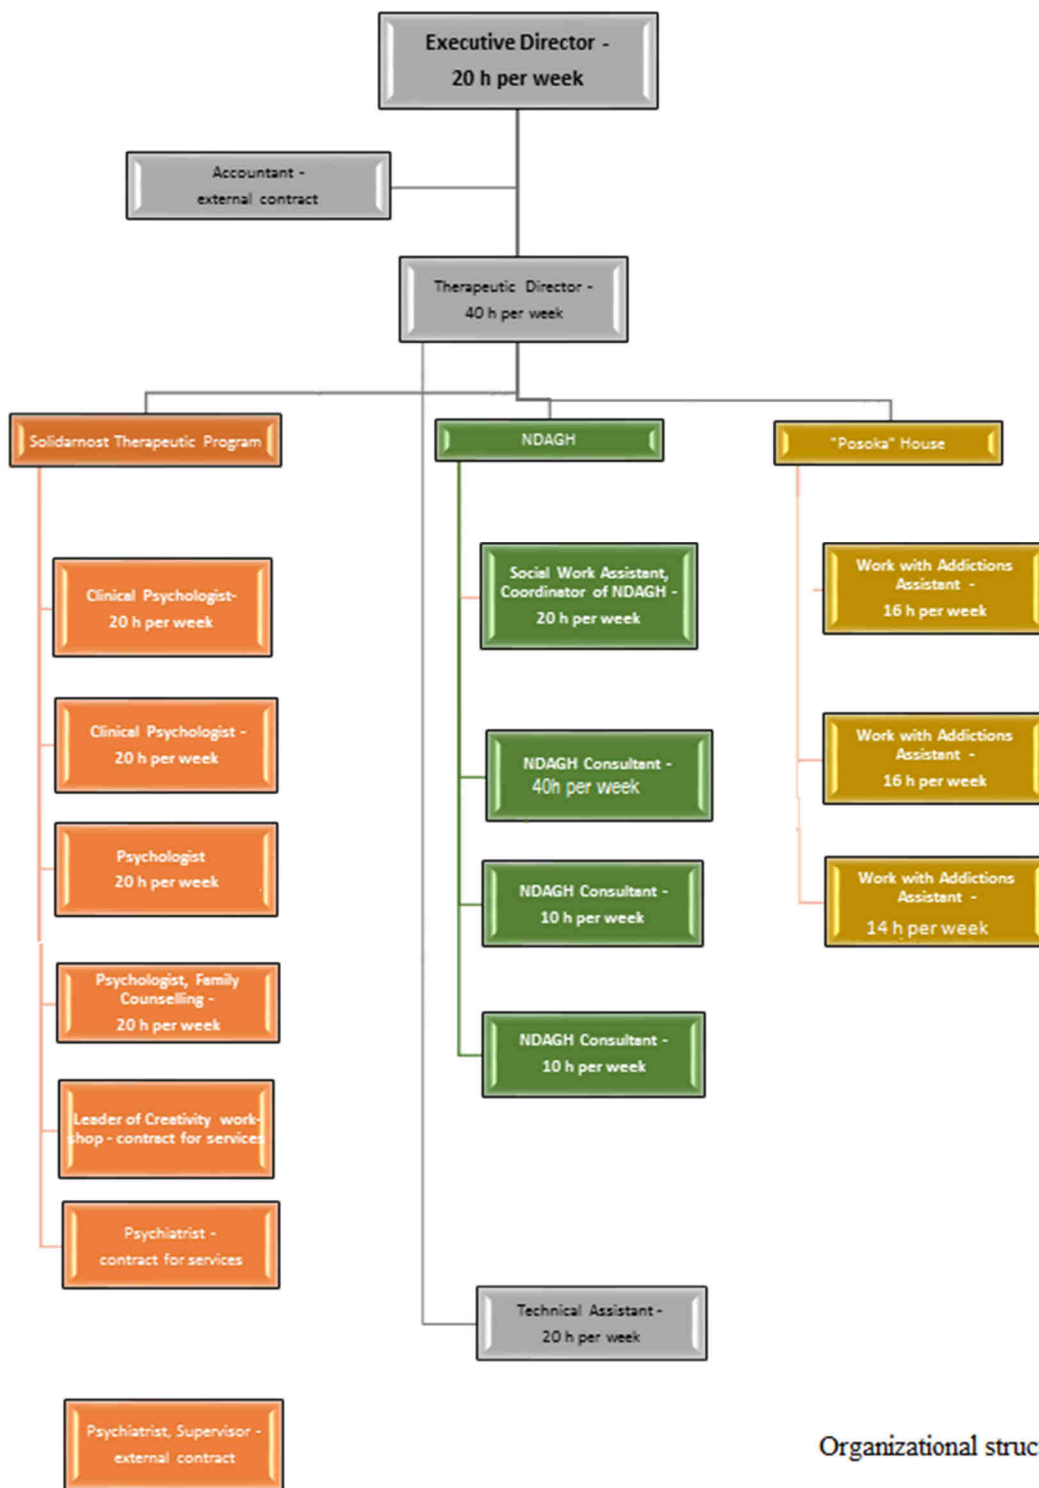 Executive Director -
20 h per week
Accountant -
external contract
Therapeutic Director -
40 h per week
Solidarnost Therapeutic Program
NDAGH
"Posoka" House
Clinical Psychologist-
20 h per week
Clinical Psychologist -
20 h per week
Psychologist
20 h per week
Psychologist, Family
Counselling -
20 h per week
Leader of Creativity work-
shop - contract for services
Psychiatrist -
contract for services
Psychiatrist, Supervisor -
external contract
Social Work Assistant,
Coordinator of NDAGH -
20 h per week
NDAGH Consultant -
40h per week
NDAGH Consultant -
10 h per week
NDAGH Consultant -
10 h per week
Technical Assistant -
20 h per week
Work with Addictions
Assistant -
16 h per week
Work with Addictions
Assistant -
16 h per week
Work with Addictions
Assistant -
14 h per week
Organizational struc